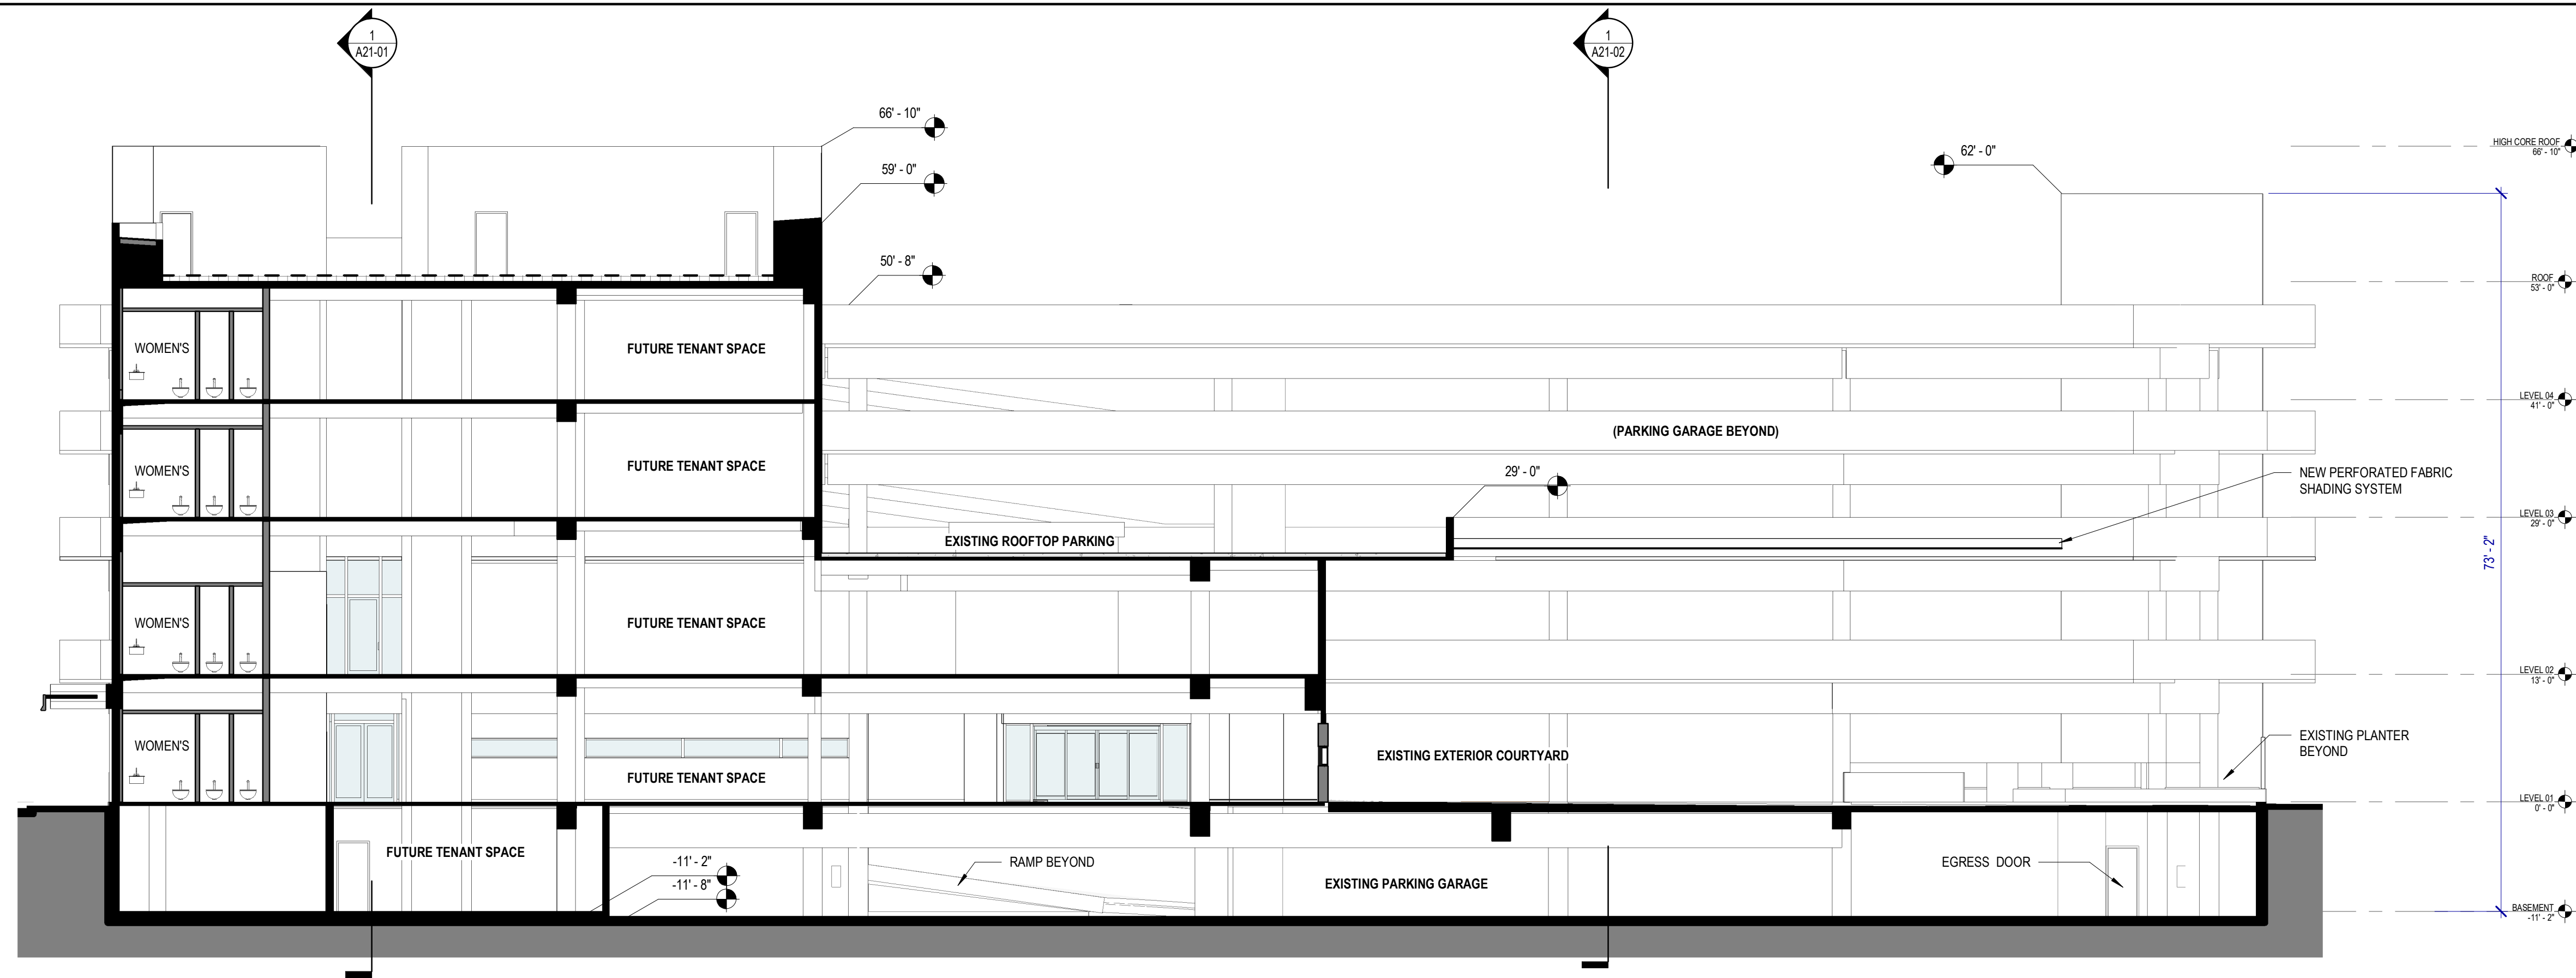 1
A21-01
1
A21-02
66' - 10"
59' - 0"
50' - 8"
62' - 0"
HIGH CORE ROOF
66' - 10"
ROOF
53' - 0"
WOMEN'S
FUTURE TENANT SPACE
LEVEL 04
41' - 0"
(PARKING GARAGE BEYOND)
WOMEN'S
FUTURE TENANT SPACE
29' - 0"
NEW PERFORATED FABRIC
SHADING SYSTEM
LEVEL 03
29' - 0"
EXISTING ROOFTOP PARKING
73' - 2"
WOMEN'S
FUTURE TENANT SPACE
LEVEL 02
13' - 0"
WOMEN'S
FUTURE TENANT SPACE
EXISTING EXTERIOR COURTYARD
EXISTING PLANTER
BEYOND
LEVEL 01
0' - 0"
FUTURE TENANT SPACE
-11' - 2"
-11' - 8"
RAMP BEYOND
EXISTING PARKING GARAGE
EGRESS DOOR
BASEMENT
-11' - 2"